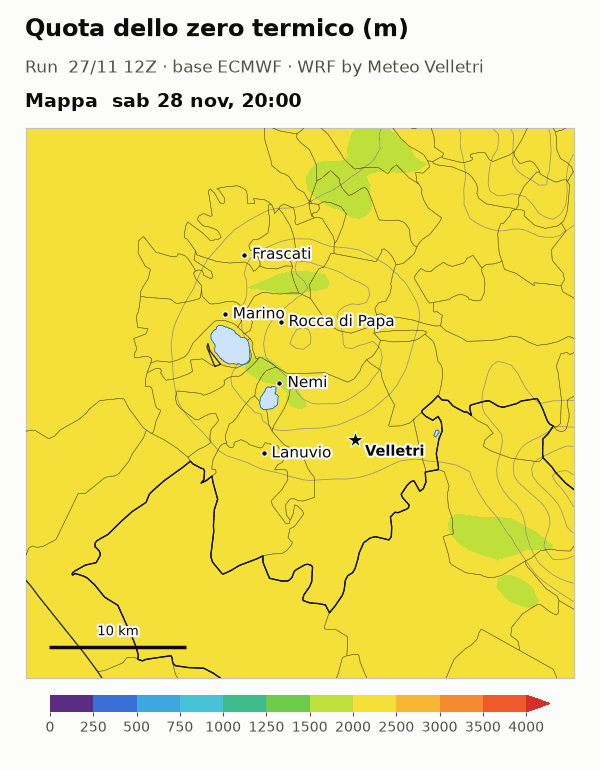 Quota dello zero termico (m)
Run 27/11 12Z · base ECMWF · WRF by Meteo Velletri
Mappa sab 28 nov, 20:00
Frascati
Marino
Rocca di Papa
Nemi
Velletri
Lanuvio
10 km
0 250 500 750 1000 1250 1500 2000 2500 3000 3500 4000